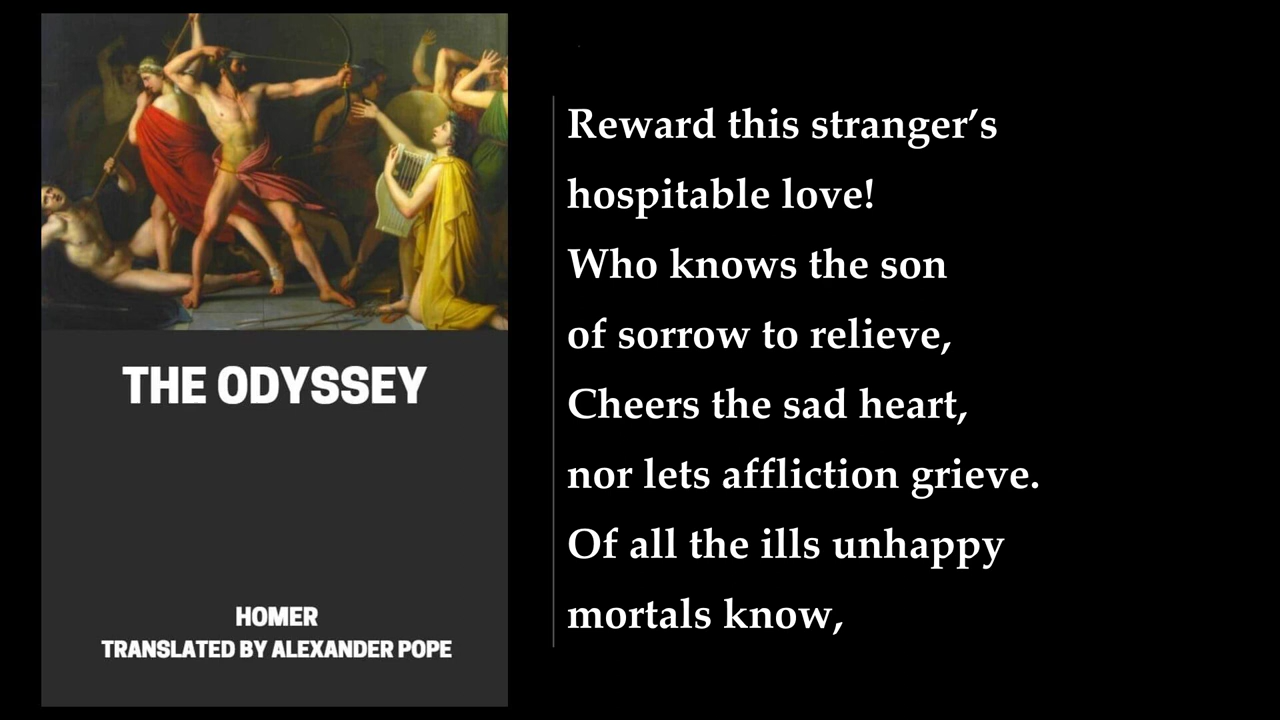 THE ODYSSEY
HOMER
TRANSLATED BY ALEXANDER POPE
Reward this stranger’s
hospitable love!
Who knows the son
of sorrow to relieve,
Cheers the sad heart,
nor lets affliction grieve.
Of all the ills unhappy
mortals know,